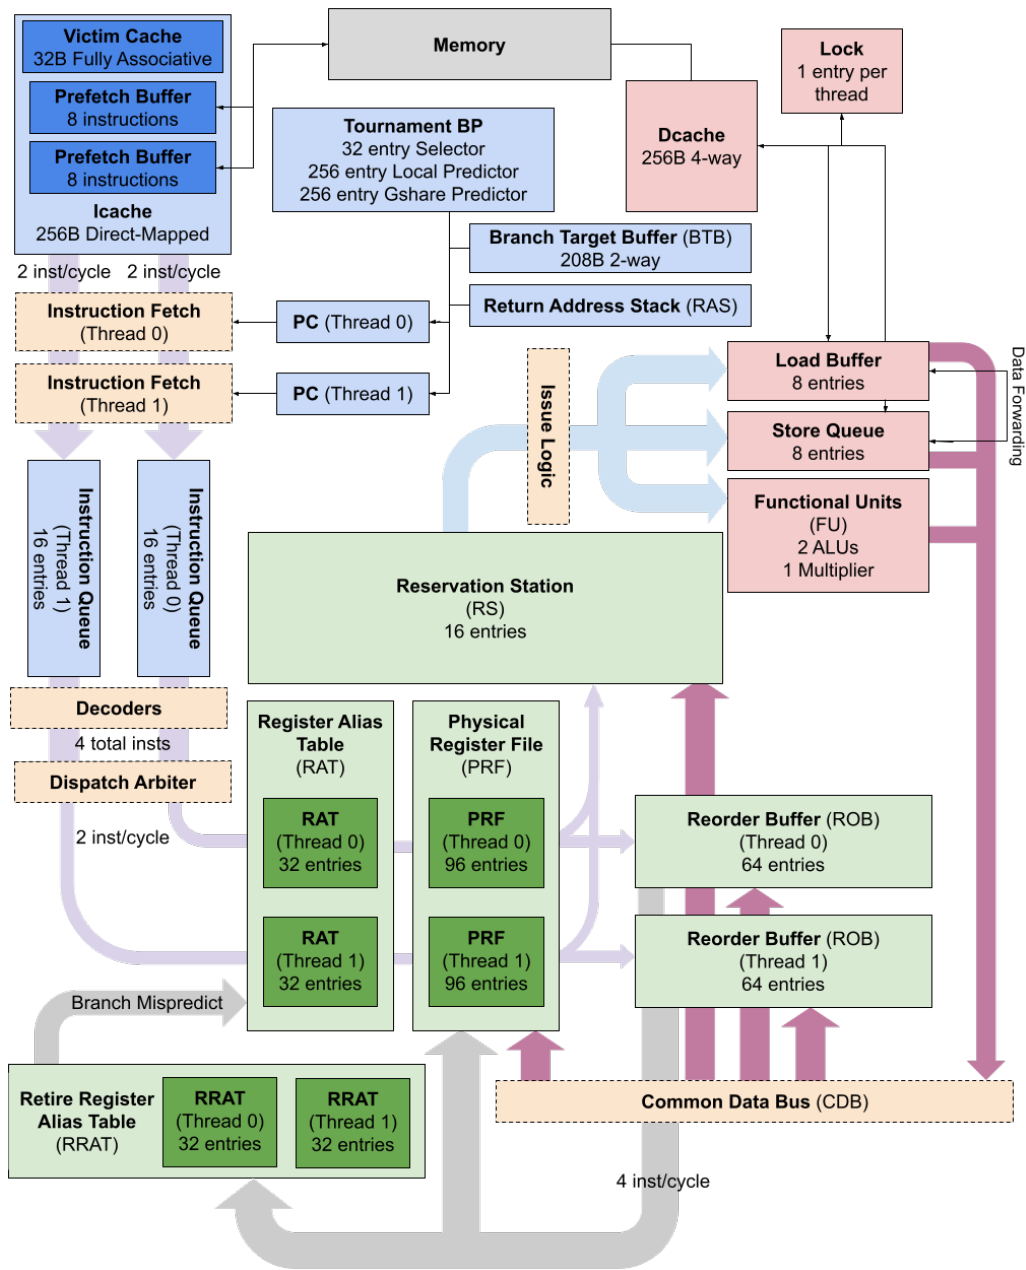 Victim Cache
32B Fully Associative
Prefetch Buffer
8 instructions
Prefetch Buffer
8 instructions
Icache
256B Direct-Mapped
Memory
Lock
1 entry per
thread
Dcache
256B 4-way
Tournament BP
32 entry Selector
256 entry Local Predictor
256 entry Gshare Predictor
Branch Target Buffer (BTB)
208B 2-way
Return Address Stack (RAS)
2 inst/cycle
2 inst/cycle
Instruction Fetch
(Thread 0)
PC (Thread 0)
Instruction Fetch
(Thread 1)
PC (Thread 1)
Issue Logic
Load Buffer
8 entries
Data Forwarding
Store Queue
8 entries
Functional Units
(FU)
2 ALUs
1 Multiplier
Instruction Queue
(Thread 1)
16 entries
Instruction Queue
(Thread 0)
16 entries
Reservation Station
(RS)
16 entries
Decoders
4 total insts
Dispatch Arbiter
2 inst/cycle
Register Alias
Table
(RAT)
RAT
(Thread 0)
32 entries
RAT
(Thread 1)
32 entries
Physical
Register File
(PRF)
PRF
(Thread 0)
96 entries
PRF
(Thread 1)
96 entries
Reorder Buffer (ROB)
(Thread 0)
64 entries
Reorder Buffer (ROB)
(Thread 1)
64 entries
Branch Mispredict
Retire Register
Alias Table
(RRAT)
RRAT
(Thread 0)
32 entries
RRAT
(Thread 1)
32 entries
Common Data Bus (CDB)
4 inst/cycle